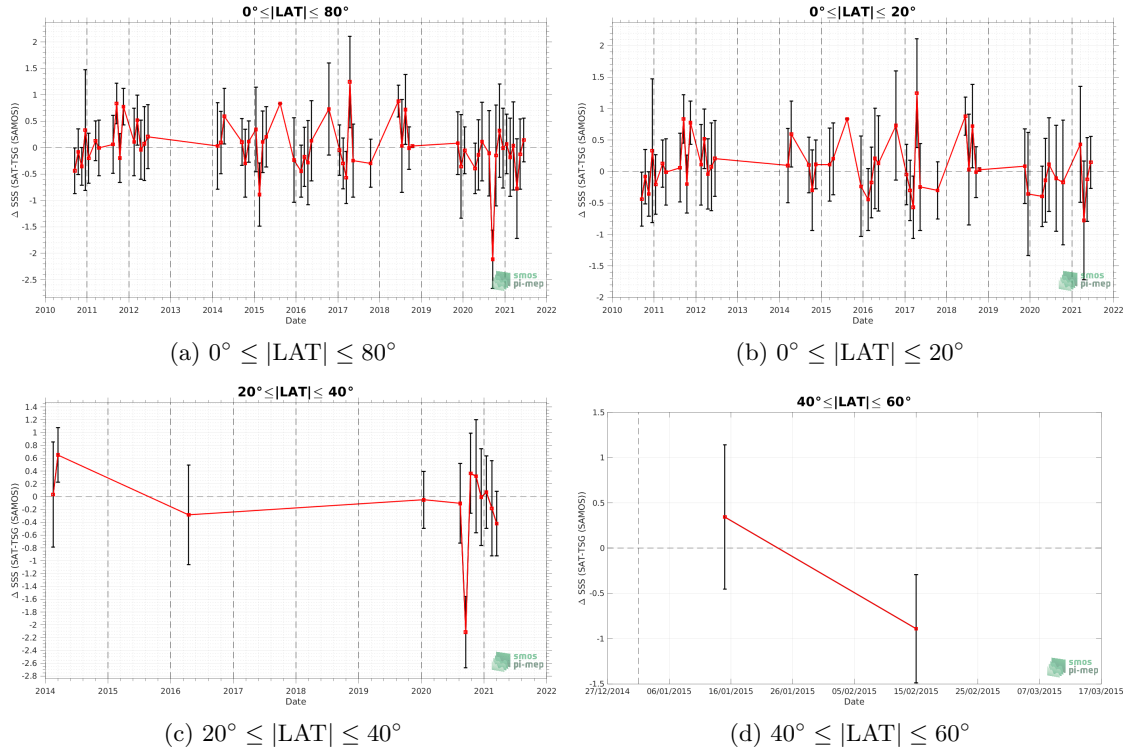 0°≤|LAT|≤ 80°
Δ SSS (SAT-TSG (SAMOS))
2
1.5
1
0.5
0
-0.5
-1
-1.5
-2
-2.5
2010 2011 2012 2013 2014 2015 2016 2017 2018 2019 2020 2021 2022
Date
smos
pi-mep
(a) 0° ≤ |LAT| ≤ 80°
0°≤|LAT|≤ 20°
Δ SSS (SAT-TSG (SAMOS))
2
1.5
1
0.5
0
-0.5
-1
-1.5
-2
2010 2011 2012 2013 2014 2015 2016 2017 2018 2019 2020 2021 2022
Date
smos
pi-mep
(b) 0° ≤ |LAT| ≤ 20°
20°≤|LAT|≤ 40°
Δ SSS (SAT-TSG (SAMOS))
1.4
1.2
1
0.8
0.6
0.4
0.2
0
-0.2
-0.4
-0.6
-0.8
-1
-1.2
-1.4
-1.6
-1.8
-2
-2.2
-2.4
-2.6
-2.8
2014 2015 2016 2017 2018 2019 2020 2021 2022
Date
smos
pi-mep
(c) 20° ≤ |LAT| ≤ 40°
40°≤|LAT|≤ 60°
Δ SSS (SAT-TSG (SAMOS))
1.5
1
0.5
0
-0.5
-1
-1.5
27/12/2014 06/01/2015 16/01/2015 26/01/2015 05/02/2015 15/02/2015 25/02/2015 07/03/2015 17/03/2015
Date
smos
pi-mep
(d) 40° ≤ |LAT| ≤ 60°